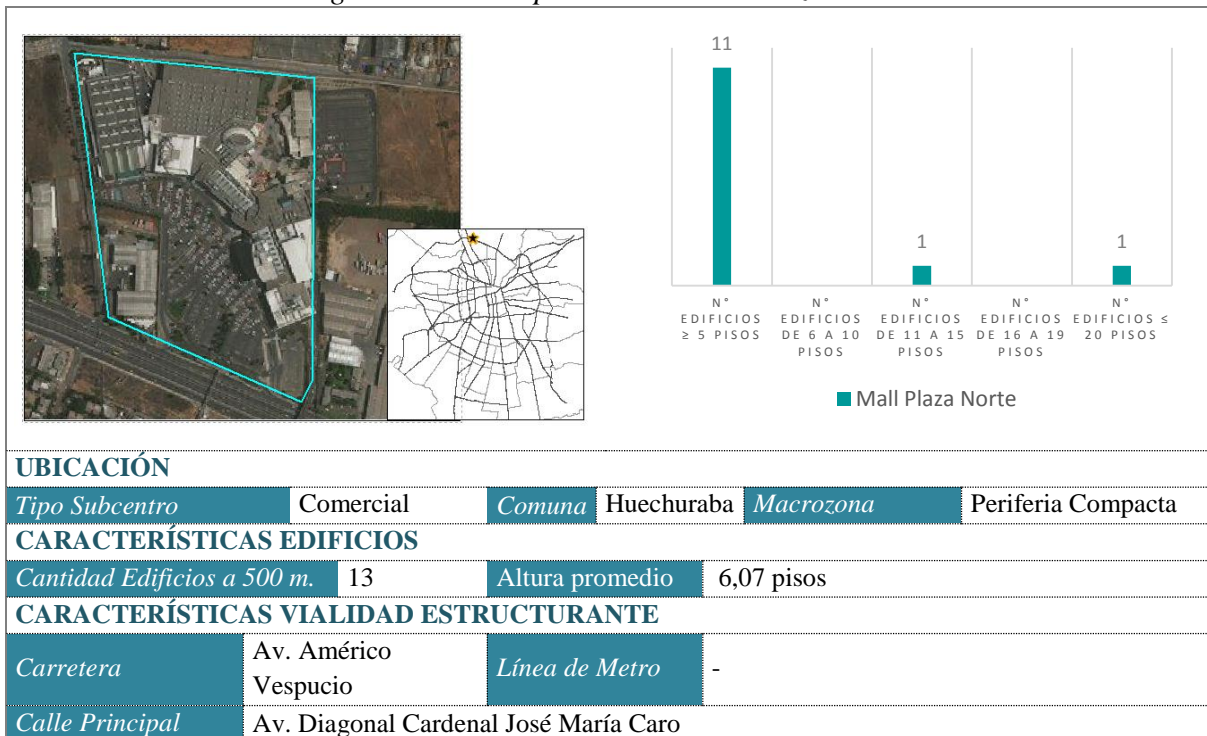 11
1
1
N°
EDIFICIOS
≥ 5 PISOS
N°
EDIFICIOS
DE 6 A 10
PISOS
N°
EDIFICIOS
DE 11 A 15
PISOS
N°
EDIFICIOS
DE 16 A 19
PISOS
N°
EDIFICIOS ≤
20 PISOS
Mall Plaza Norte
UBICACIÓN
Tipo Subcentro Comercial Comuna Huechuraba Macrozona Periferia Compacta
CARACTERÍSTICAS EDIFICIOS
Cantidad Edificios a 500 m. 13 Altura promedio 6,07 pisos
CARACTERÍSTICAS VIALIDAD ESTRUCTURANTE
Carretera Av. Américo Vespucio Línea de Metro -
Calle Principal Av. Diagonal Cardenal José María Caro